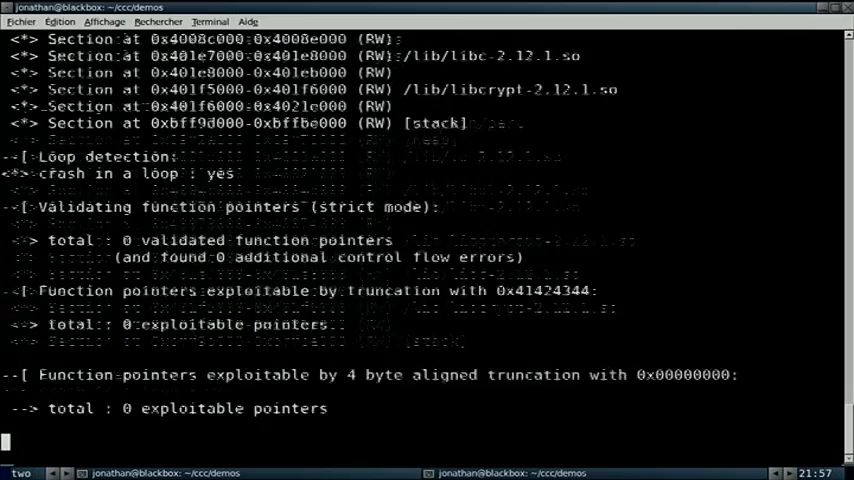 jonathan@blackbox: ~/ccc/demos
Fichier Édition Affichage Rechercher Terminal Aide
<*> Section at 0x4008c000-0x4008e000 (RW)
<*> Section at 0x401e7000-0x401e8000 (RW) /lib/libc-2.12.1.so
<*> Section at 0x401e8000-0x401eb000 (RW)
<*> Section at 0x401f5000-0x401f6000 (RW) /lib/libcrypt-2.12.1.so
<*> Section at 0x401f6000-0x4021e000 (RW)
<*> Section at 0xbff9d000-0xbffbe000 (RW) [stack]
--[ Loop detection:
<*> crash in a loop : yes
--[ Validating function pointers (strict mode):
--> total : 0 validated function pointers
(and found 0 additional control flow errors)
--[ Function pointers exploitable by truncation with 0x41424344:
--> total : 0 exploitable pointers
--[ Function pointers exploitable by 4 byte aligned truncation with 0x00000000:
--> total : 0 exploitable pointers
two jonathan@blackbox: ~/ccc/demos jonathan@blackbox: ~/ccc/demos 21:57